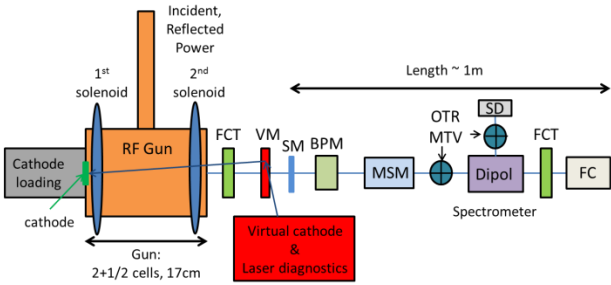 Incident,
Reflected
Power
1st
solenoid
2nd
solenoid
Length ~ 1m
RF Gun
FCT
VM
SM
BPM
OTR
MTV
SD
FCT
Cathode
loading
MSM
Dipol
FC
cathode
Spectrometer
Gun:
2+1/2 cells, 17cm
Virtual cathode
&
Laser diagnostics